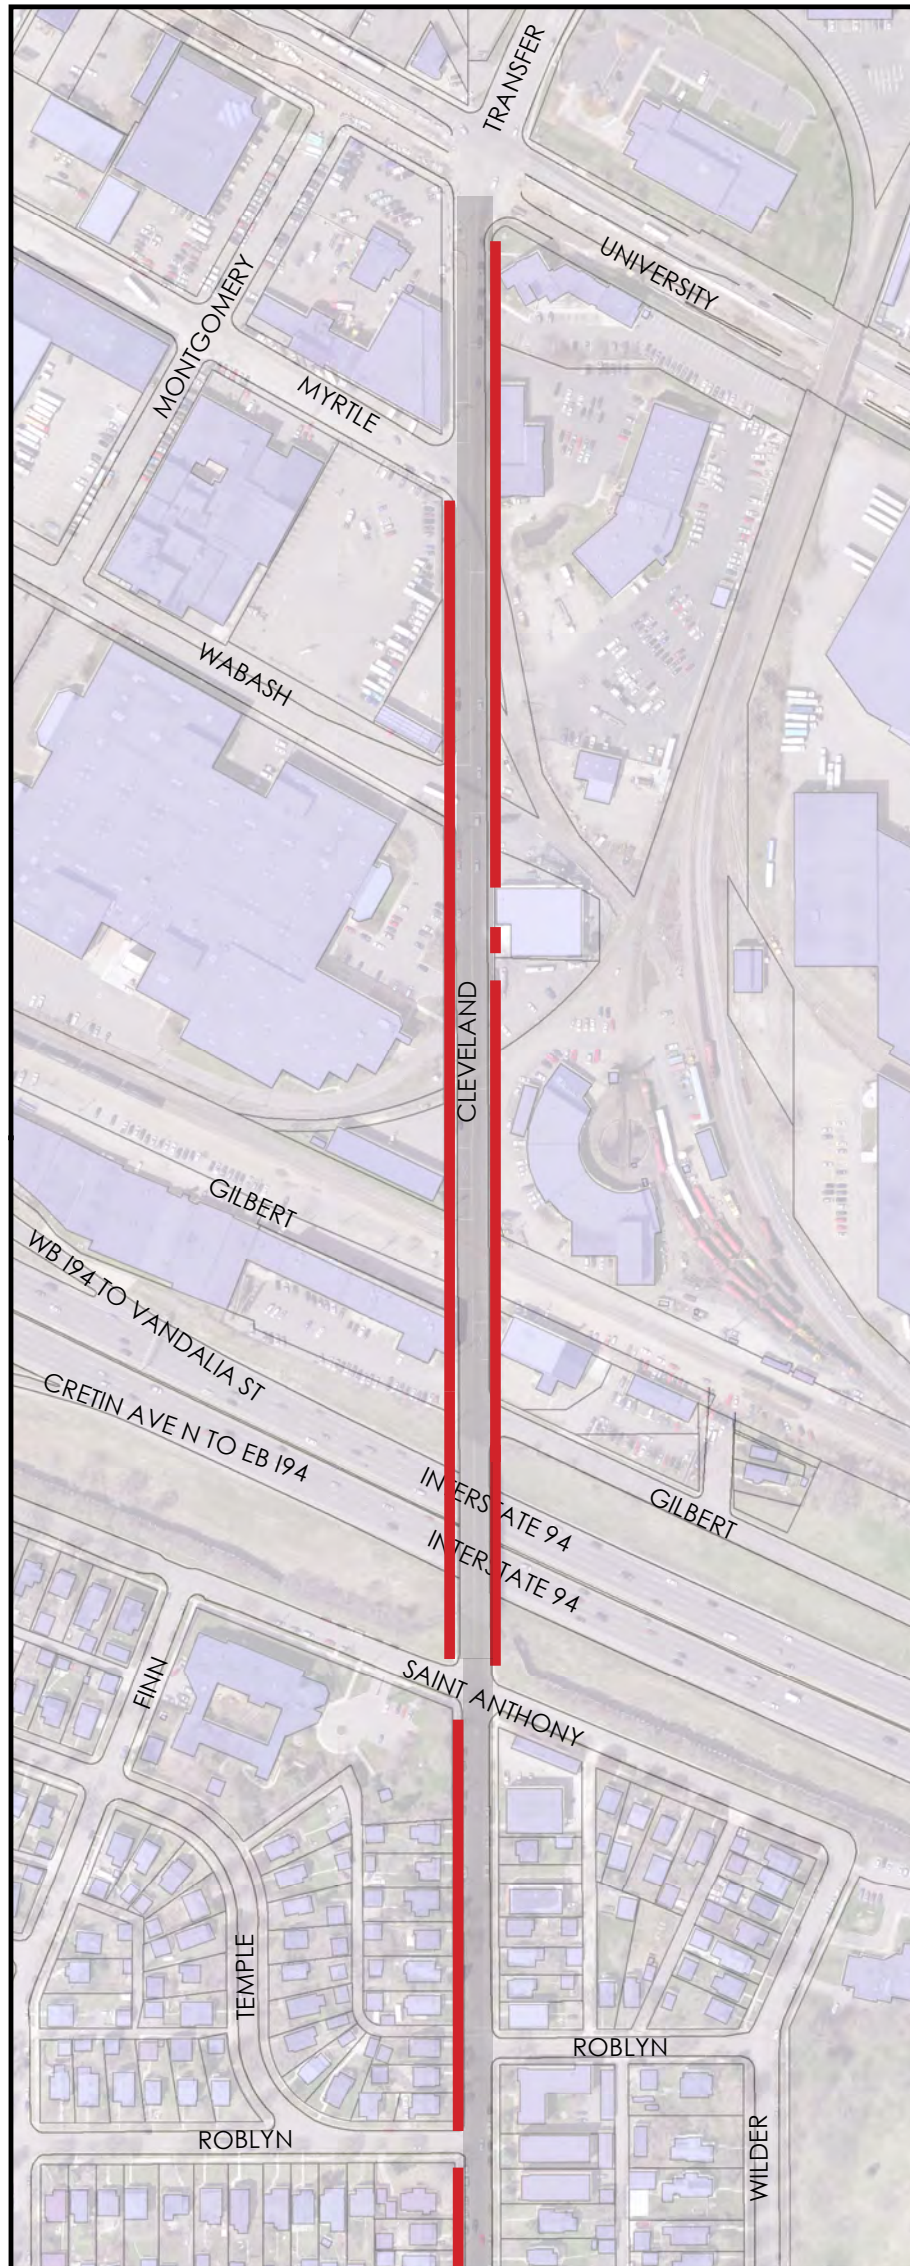 TRANSFER
UNIVERSITY
MONTGOMERY
MYRTLE
WABASH
CLEVELAND
GILBERT
WB I94 TO VANDALIA ST
CRETIN AVE N TO EB I94
INTERSTATE 94
GILBERT
INTERSTATE 94
FINN
SAINT ANTHONY
TEMPLE
ROBLYN
ROBLYN
WILDER